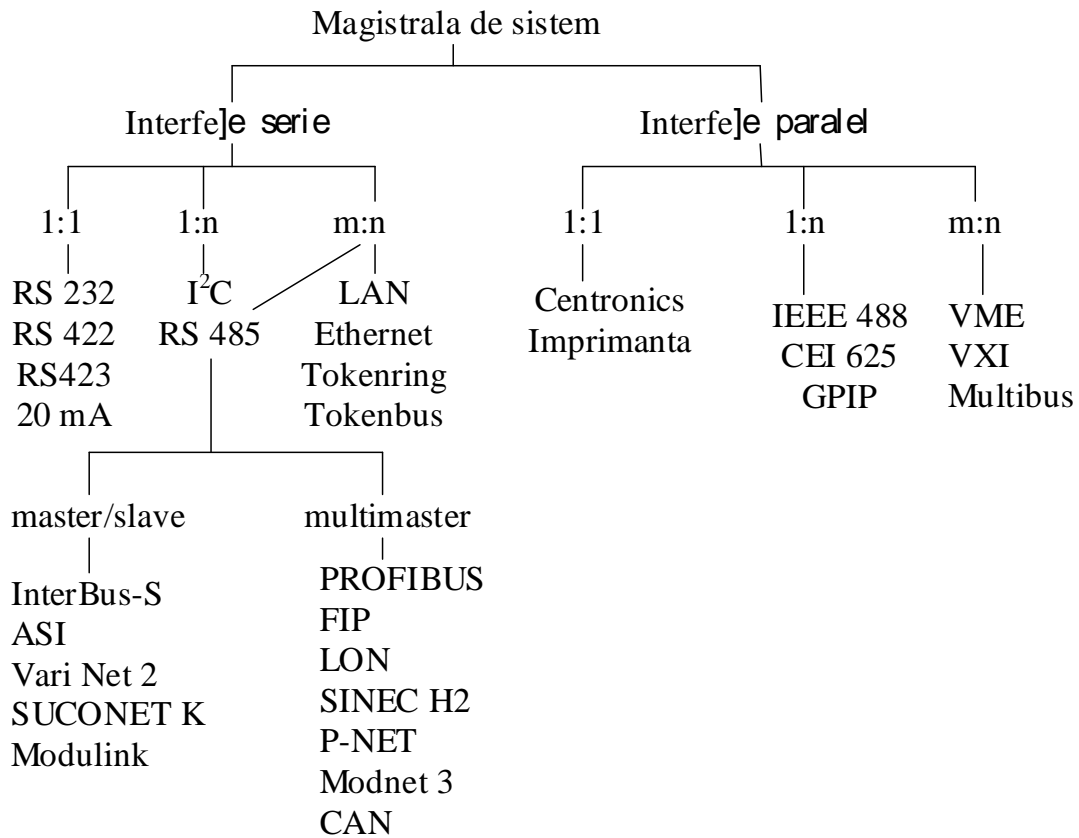 Magistrala de sistem
Interfe]e serie
Interfe]e paralel
1:1
1:n
m:n
1:1
1:n
m:n
RS 232
RS 422
RS423
20 mA
I²C
RS 485
LAN
Ethernet
Tokenring
Tokenbus
Centronics
Imprimanta
IEEE 488
CEI 625
GPIP
VME
VXI
Multibus
master/slave
multimaster
InterBus-S
ASI
Vari Net 2
SUCONET K
Modulink
PROFIBUS
FIP
LON
SINEC H2
P-NET
Modnet 3
CAN